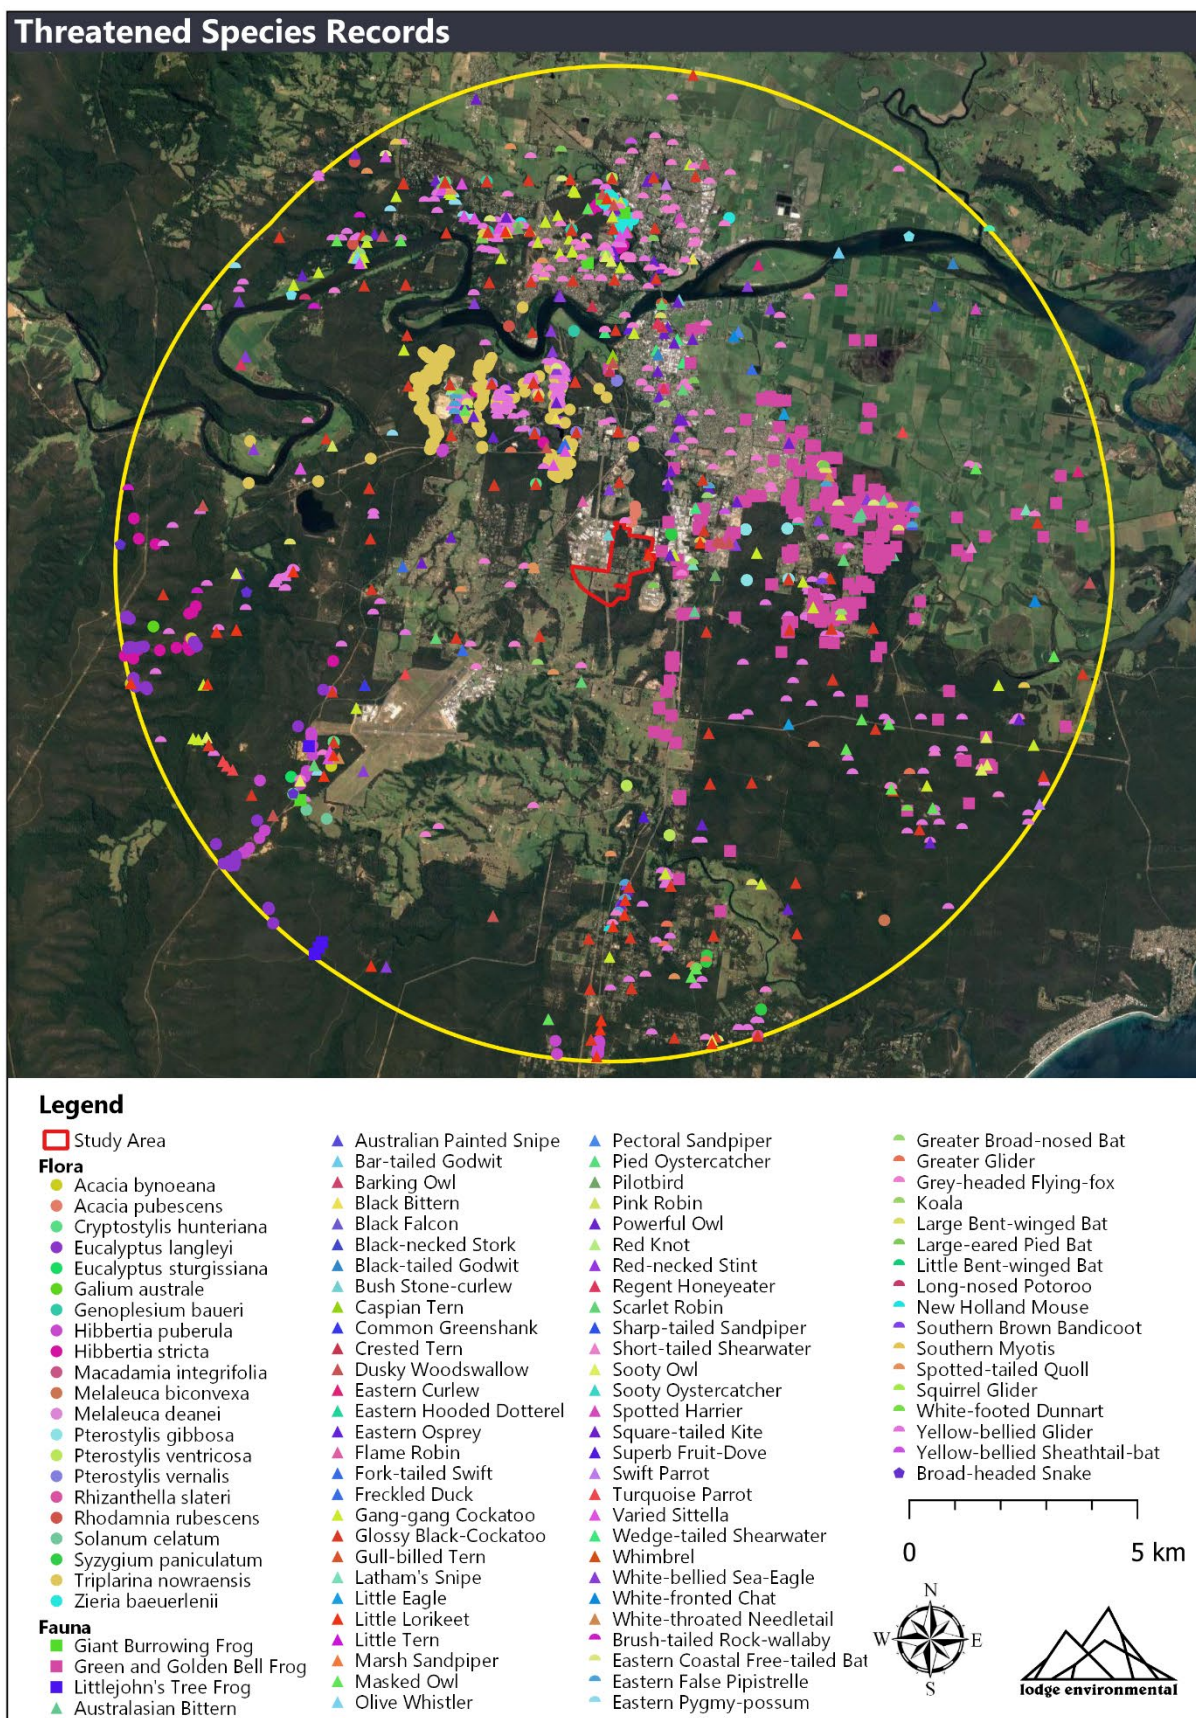 Threatened Species Records
Legend
Study Area
Flora
Acacia bynoeana
Acacia pubescens
Cryptostylis hunteriana
Eucalyptus langleyi
Eucalyptus sturgissiana
Galium australe
Genoplesium baueri
Hibbertia puberula
Hibbertia stricta
Macadamia integrifolia
Melaleuca biconvexa
Melaleuca deanei
Pterostylis gibbosa
Pterostylis ventricosa
Pterostylis vernalis
Rhizanthella slateri
Rhodamnia rubescens
Solanum celatum
Syzygium paniculatum
Triplarina nowraensis
Zieria baeuerlenii
Fauna
Giant Burrowing Frog
Green and Golden Bell Frog
Littlejohn's Tree Frog
Australasian Bittern
Australian Painted Snipe
Bar-tailed Godwit
Barking Owl
Black Bittern
Black Falcon
Black-necked Stork
Black-tailed Godwit
Bush Stone-curlew
Caspian Tern
Common Greenshank
Crested Tern
Dusky Woodswallow
Eastern Curlew
Eastern Hooded Dotterel
Eastern Osprey
Flame Robin
Fork-tailed Swift
Freckled Duck
Gang-gang Cockatoo
Glossy Black-Cockatoo
Gull-billed Tern
Latham's Snipe
Little Eagle
Little Lorikeet
Little Tern
Marsh Sandpiper
Masked Owl
Olive Whistler
Pectoral Sandpiper
Pied Oystercatcher
Pilotbird
Pink Robin
Powerful Owl
Red Knot
Red-necked Stint
Regent Honeyeater
Scarlet Robin
Sharp-tailed Sandpiper
Short-tailed Shearwater
Sooty Owl
Sooty Oystercatcher
Spotted Harrier
Square-tailed Kite
Superb Fruit-Dove
Swift Parrot
Turquoise Parrot
Varied Sittella
Wedge-tailed Shearwater
Whimbrel
White-bellied Sea-Eagle
White-fronted Chat
White-throated Needletail
Brush-tailed Rock-wallaby
Eastern Coastal Free-tailed Bat
Eastern False Pipistrelle
Eastern Pygmy-possum
Greater Broad-nosed Bat
Greater Glider
Grey-headed Flying-fox
Koala
Large Bent-winged Bat
Large-eared Pied Bat
Little Bent-winged Bat
Long-nosed Potoroo
New Holland Mouse
Southern Brown Bandicoot
Southern Myotis
Spotted-tailed Quoll
Squirrel Glider
White-footed Dunnart
Yellow-bellied Glider
Yellow-bellied Sheathtail-bat
Broad-headed Snake
0 5 km
N
W E
S
lodge environmental